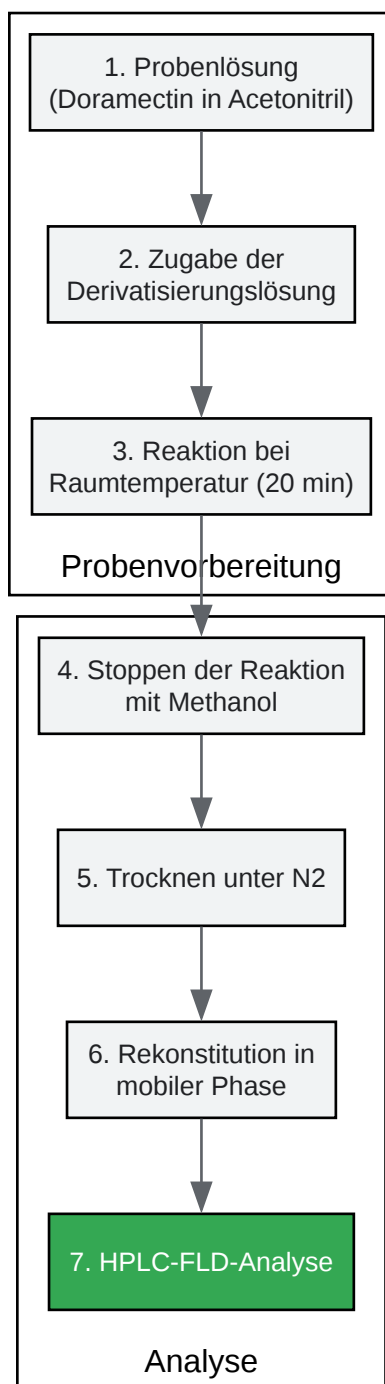 1. Probenlösung
(Doramectin in Acetonitril)
2. Zugabe der
Derivatisierungslösung
3. Reaktion bei
Raumtemperatur (20 min)
Probenvorbereitung
4. Stoppen der Reaktion
mit Methanol
5. Trocknen unter N2
6. Rekonstitution in
mobiler Phase
7. HPLC-FLD-Analyse
Analyse